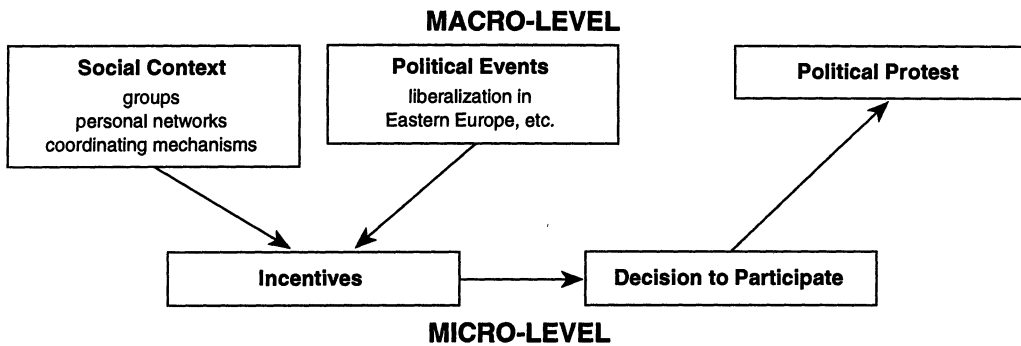 MACRO-LEVEL
Social Context
groups
personal networks
coordinating mechanisms
Political Events
liberalization in
Eastern Europe, etc.
Political Protest
Incentives
Decision to Participate
MICRO-LEVEL